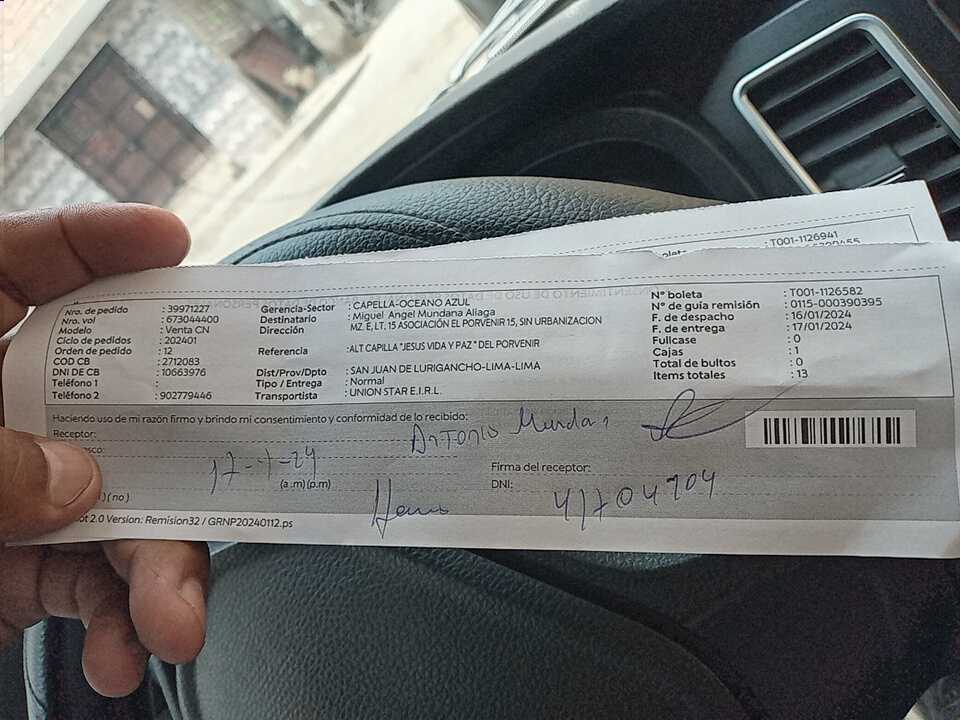 : T001-1126941
Nro. de pedido : 39971227
Nro. vol : 673044400
Modelo : Venta CN
Ciclo de pedidos : 202401
Orden de pedido : 12
COD CB : 2712083
DNI DE CB : 10663976
Teléfono 1 :
Teléfono 2 : 902779446
Gerencia-Sector : CAPELLA-OCEANO AZUL
Destinatario : Miguel Angel Mundana Aliaga
Dirección MZ. E, LT, 15 ASOCIACIÓN EL PORVENIR 15, SIN URBANIZACION
Referencia : ALT CAPILLA "JESUS VIDA Y PAZ" DEL PORVENIR
Dist/Prov/Dpto : SAN JUAN DE LURIGANCHO-LIMA-LIMA
Tipo / Entrega : Normal
Transportista : UNION STAR E.I.R.L.
N° boleta : T001-1126582
N° de guía remisión : 0115-000390395
F. de despacho : 16/01/2024
F. de entrega : 17/01/2024
Fullcase : 0
Cajas : 1
Total de bultos : 0
Items totales : 13
Haciendo uso de mi razón firmo y brindo mi consentimiento y conformidad de lo recibido:
Receptor: Antonio
17-1-24
(a.m) (p.m)
Firma del receptor:
DNI: 41704704
) ( no )
2.0 Version: Remision32 / GRNP20240112.ps